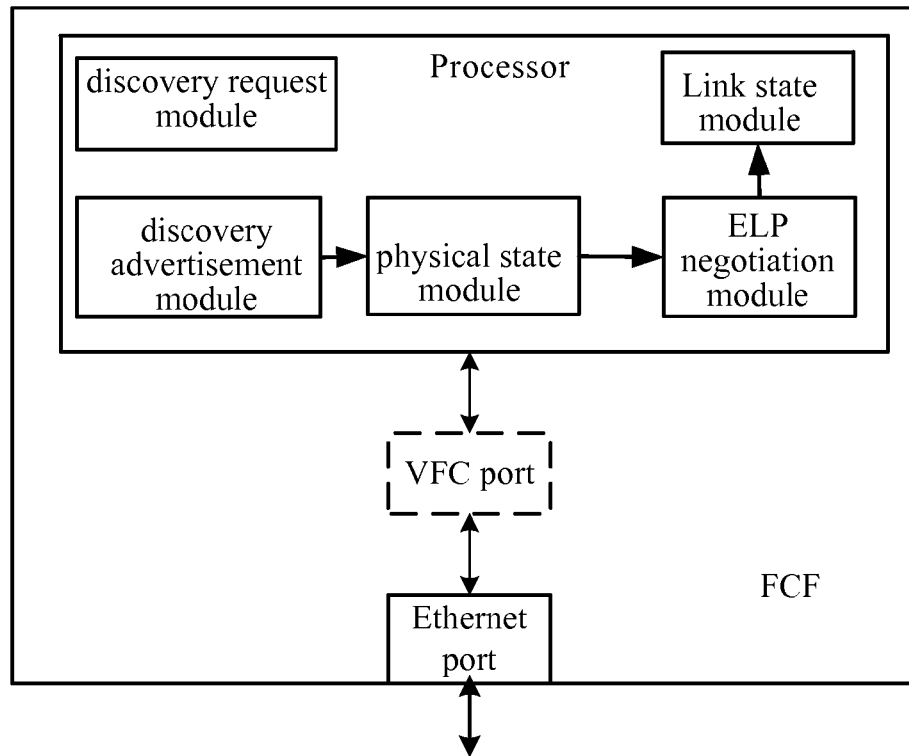 discovery request
module
Processor
Link state
module
discovery
advertisement
module
physical state
module
ELP
negotiation
module
VFC port
FCF
Ethernet
port